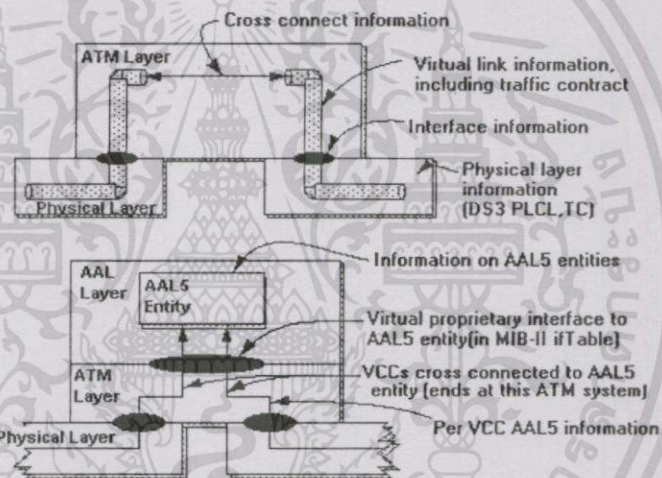 Cross connect information
ATM Layer
Virtual link information,
including traffic contract
Interface information
Physical layer
information
(DS3 PLCL,TC)
Physical Layer
Information on AAL5 entities
AAL
Layer
AAL5
Entity
Virtual proprietary interface to
AAL5 entity(in MIB-II ifTable)
ATM
Layer
VCCs cross connected to AAL5
entity (ends at this ATM system)
Physical Layer
Per VCC AAL5 information